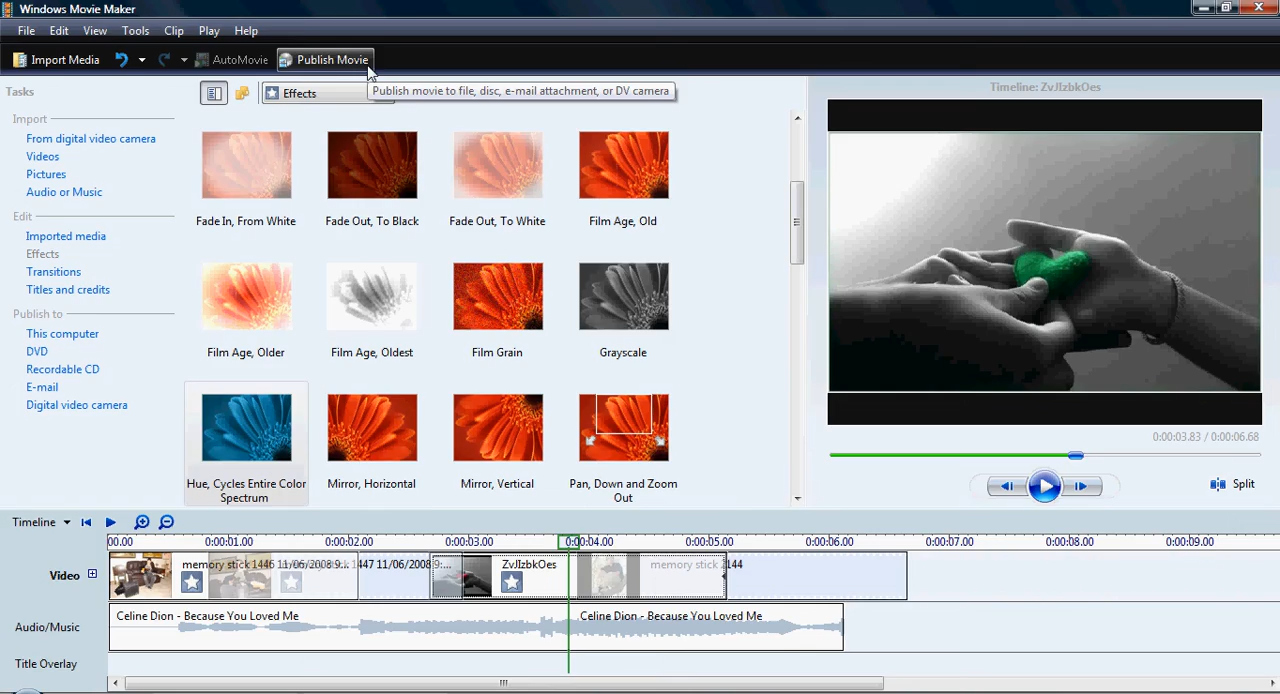 Windows Movie Maker
File Edit View Tools Clip Play Help
Import Media AutoMovie Publish Movie
Publish movie to file, disc, e-mail attachment, or DV camera
Tasks
Effects
Timeline: ZvJIzbkOes
Import
From digital video camera
Videos
Pictures
Audio or Music
Edit
Imported media
Effects
Transitions
Titles and credits
Publish to
This computer
DVD
Recordable CD
E-mail
Digital video camera
Fade In, From White Fade Out, To Black Fade Out, To White Film Age, Old
Film Age, Older Film Age, Oldest Film Grain Grayscale
Hue, Cycles Entire Color Spectrum Mirror, Horizontal Mirror, Vertical Pan, Down and Zoom Out
0:00:03.83 / 0:00:06.68
Split
Timeline
00.00 0:00:01.00 0:00:02.00 0:00:03.00 0:00:04.00 0:00:05.00 0:00:06.00 0:00:07.00 0:00:08.00 0:00:09.00
Video memory stick 1446 11/06/2008 9... 1447 11/06/2008 9:... ZvJIzbkOes memory stick 2144
Audio/Music Celine Dion - Because You Loved Me Celine Dion - Because You Loved Me
Title Overlay